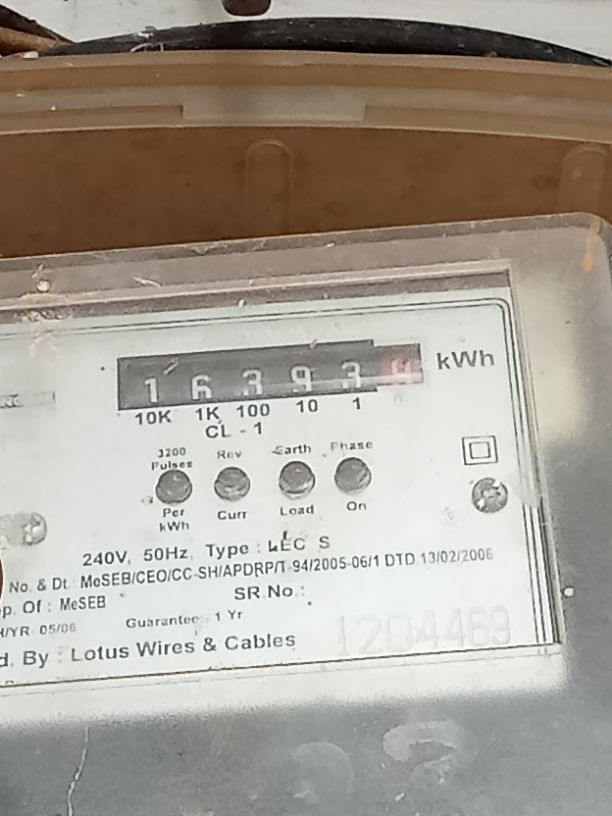 1 6 3 9 3 kWh
10K 1K 100 10 1
CL - 1
3200 Pulses Rev Earth Phase
Per kWh Curr Load On
240V, 50Hz, Type : LEC S
No. & Dt. MeSEB/CEO/CC-SH/APDRP/T-94/2005-06/1 DTD 13/02/2006
p. Of : MeSEB SR.No.:
/YR 05/06 Guarantee - 1 Yr
d. By : Lotus Wires & Cables 1204469